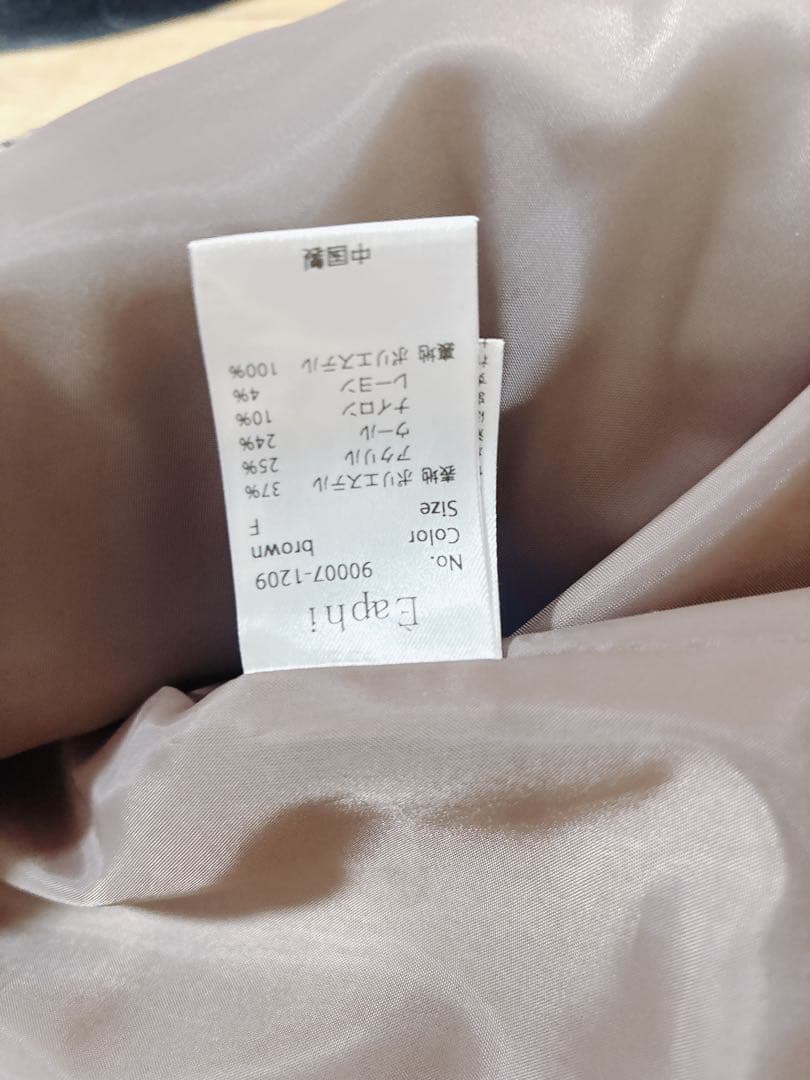 Èaphi
No. 90007-1209
Color brown
Size F
表地 ポリエステル 37%
アクリル 25%
ウール 24%
ナイロン 10%
レーヨン 4%
裏地 ポリエステル 100%
中国製